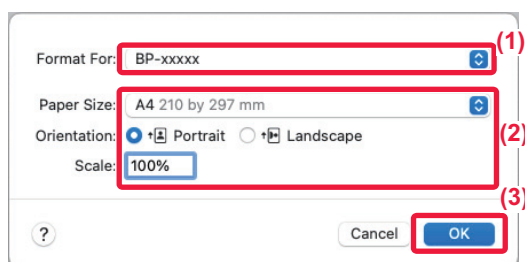 (1)
Format For: BP-xxxxx
Paper Size: A4 210 by 297 mm
Orientation: Portrait Landscape
(2)
Scale: 100%
(3)
? Cancel OK